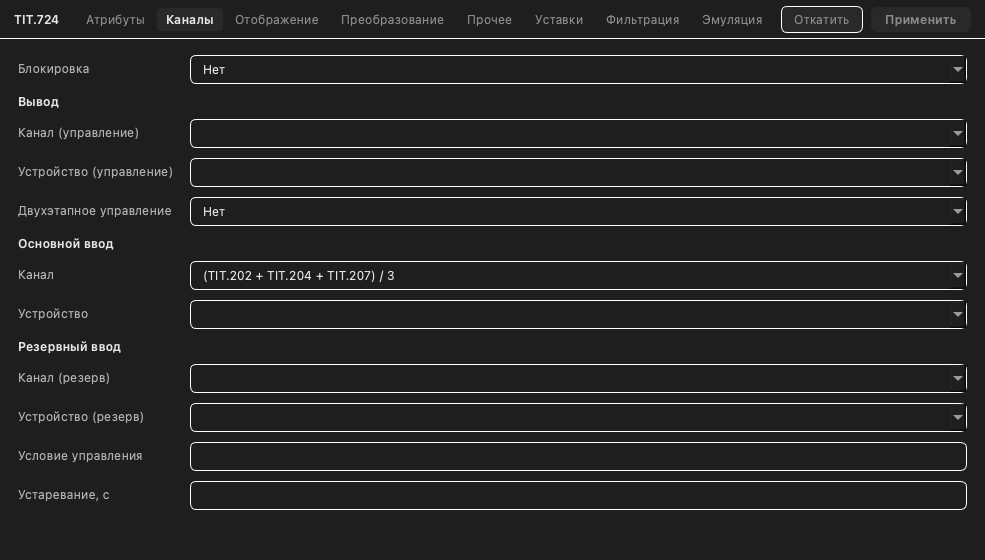 TIT.724 Атрибуты Каналы Отображение Преобразование Прочее Уставки Фильтрация Эмуляция Откатить Применить
Блокировка Нет
Вывод
Канал (управление)
Устройство (управление)
Двухэтапное управление Нет
Основной ввод
Канал (TIT.202 + TIT.204 + TIT.207) / 3
Устройство
Резервный ввод
Канал (резерв)
Устройство (резерв)
Условие управления
Устаревание, с